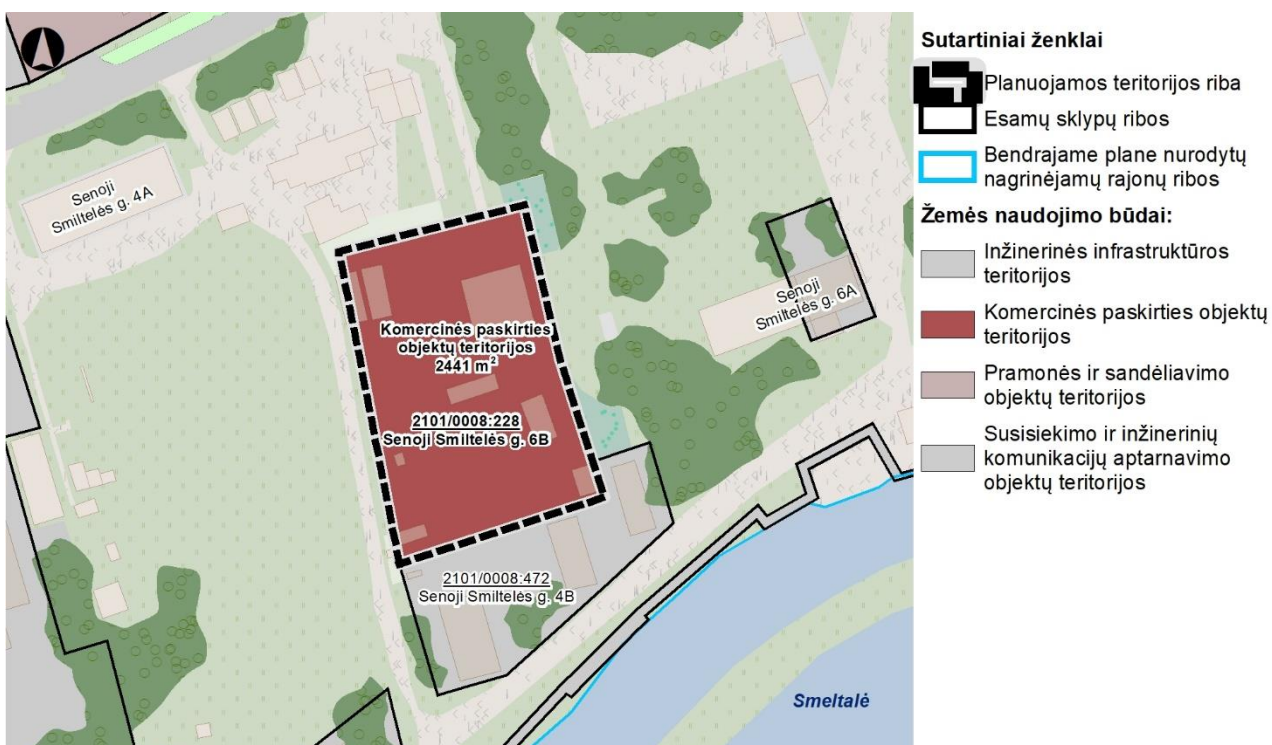 Senoji
Smiltelės g. 4A
Komercinės paskirties
objektų teritorijos
2441 m²
2101/0008:228
Senoji Smiltelės g. 6B
Senoji
Smiltelės g. 6A
2101/0008:472
Senoji Smiltelės g. 4B
Smeltalė
Sutartiniai ženklai
Planuojamos teritorijos riba
Esamų sklypų ribos
Bendrajame plane nurodytų
nagrinėjamų rajonų ribos
Žemės naudojimo būdai:
Inžinerinės infrastruktūros
teritorijos
Komercinės paskirties objektų
teritorijos
Pramonės ir sandėliavimo
objektų teritorijos
Susisiekimo ir inžinerinių
komunikacijų aptarnavimo
objektų teritorijos